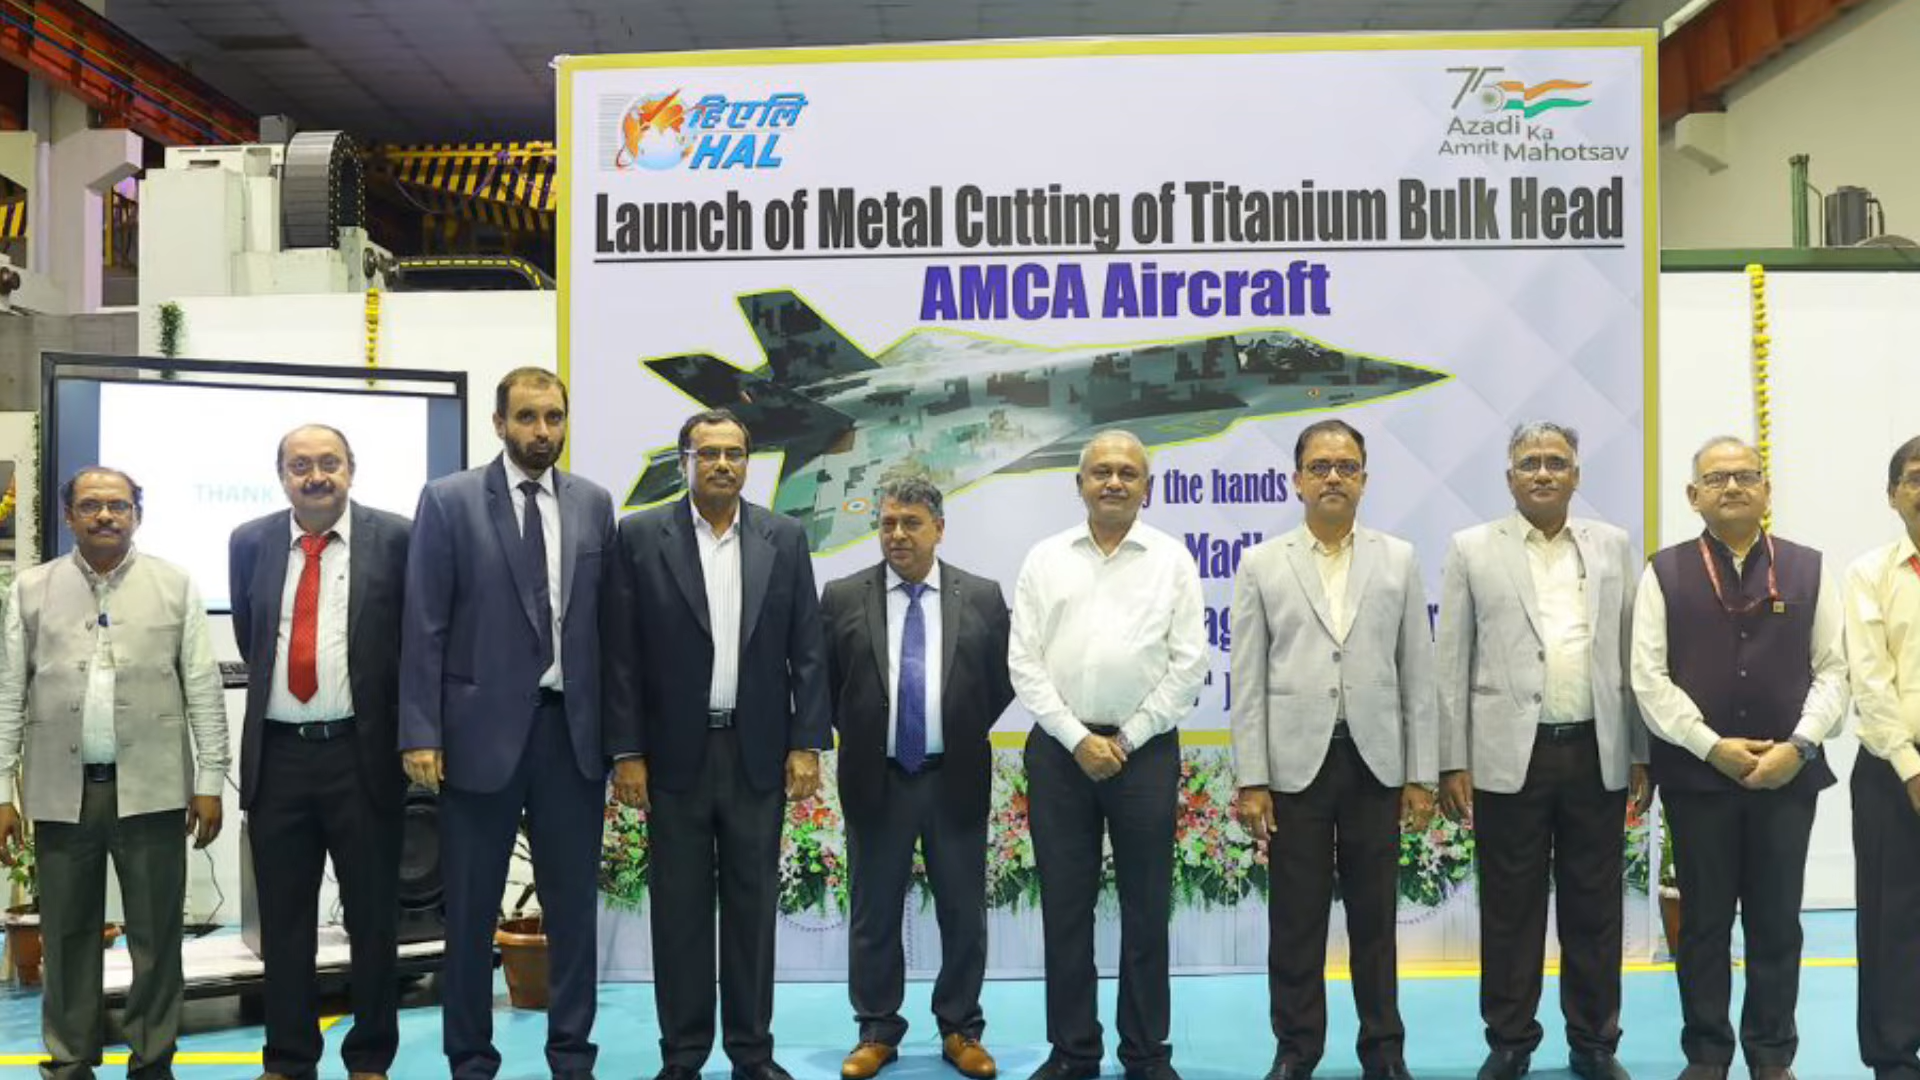 हिएलि
HAL
75
Azadi Ka
Amrit Mahotsav
Launch of Metal Cutting of Titanium Bulk Head
AMCA Aircraft
the hands
THANK